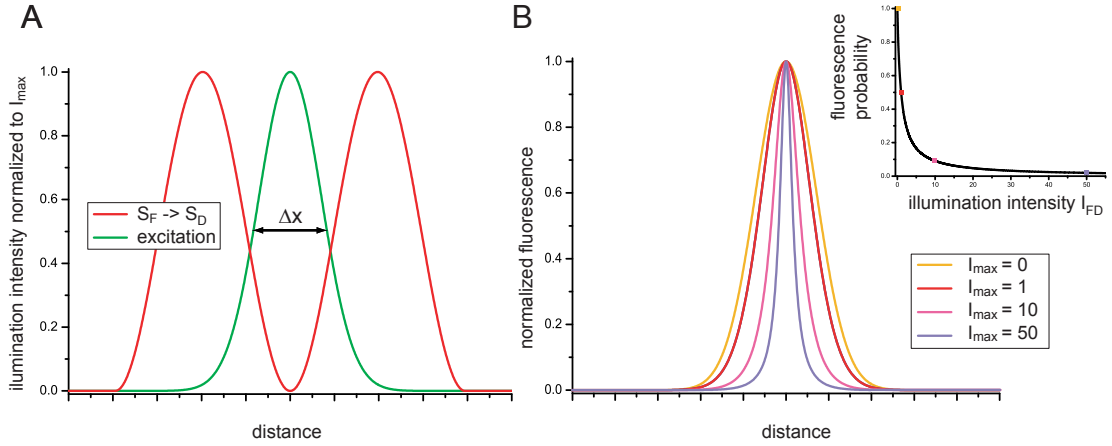 A
illumination intensity normalized to Imax
1.0
0.8
0.6
0.4
0.2
0.0
SF -> SD
excitation
Δx
distance
B
normalized fluorescence
1.0
0.8
0.6
0.4
0.2
0.0
distance
Imax = 0
Imax = 1
Imax = 10
Imax = 50
fluorescence
probability
1.0
0.8
0.6
0.4
0.2
0.0
0 10 20 30 40 50
illumination intensity IFD